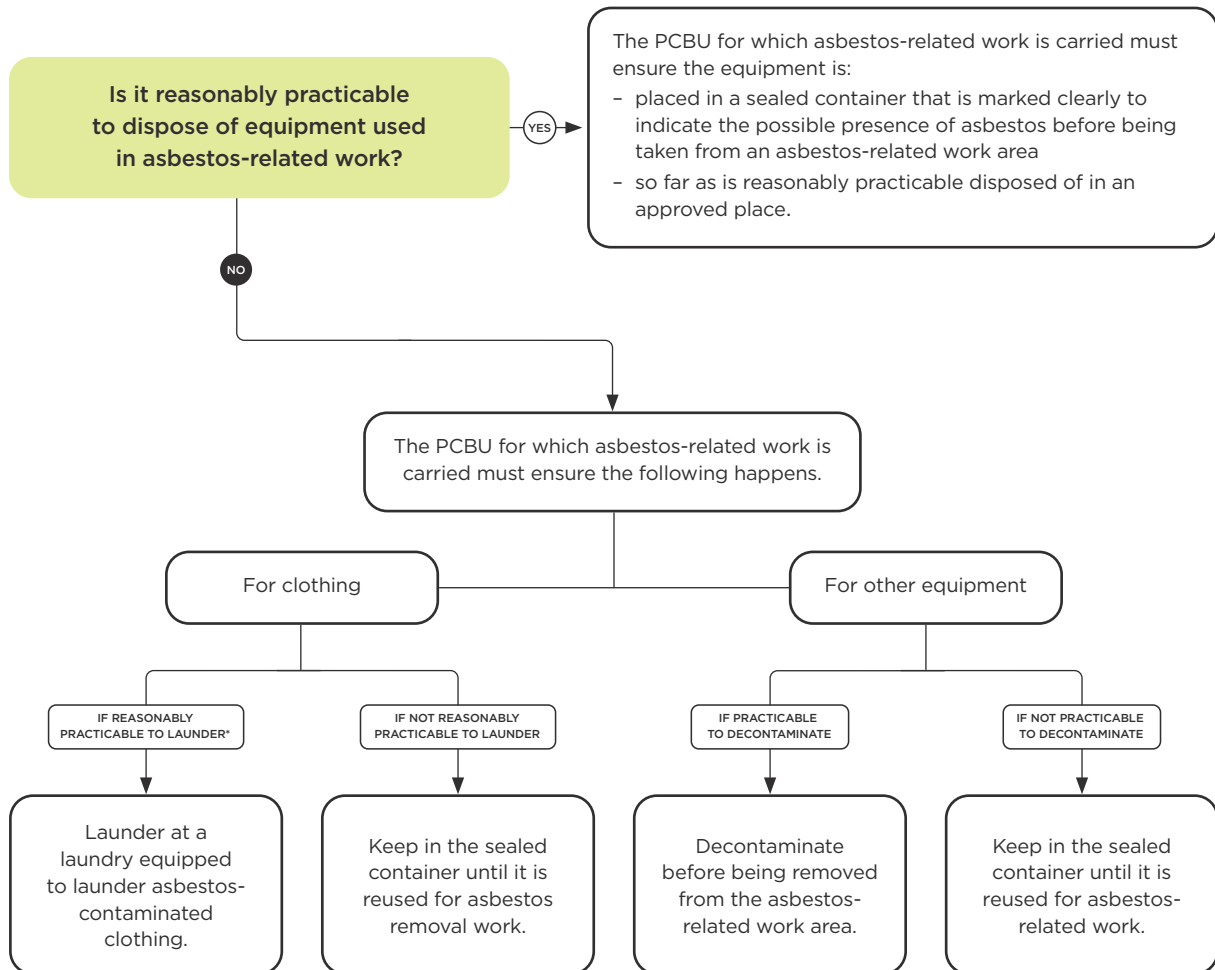 Is it reasonably practicable
to dispose of equipment used
in asbestos-related work?
YES
The PCBU for which asbestos-related work is carried must
ensure the equipment is:
– placed in a sealed container that is marked clearly to
indicate the possible presence of asbestos before being
taken from an asbestos-related work area
– so far as is reasonably practicable disposed of in an
approved place.
NO
The PCBU for which asbestos-related work is
carried must ensure the following happens.
For clothing
For other equipment
IF REASONABLY
PRACTICABLE TO LAUNDER*
IF NOT REASONABLY
PRACTICABLE TO LAUNDER
IF PRACTICABLE
TO DECONTAMINATE
IF NOT PRACTICABLE
TO DECONTAMINATE
Launder at a
laundry equipped
to launder asbestos-
contaminated
clothing.
Keep in the sealed
container until it is
reused for asbestos
removal work.
Decontaminate
before being removed
from the asbestos-
related work area.
Keep in the sealed
container until it is
reused for asbestos-
related work.